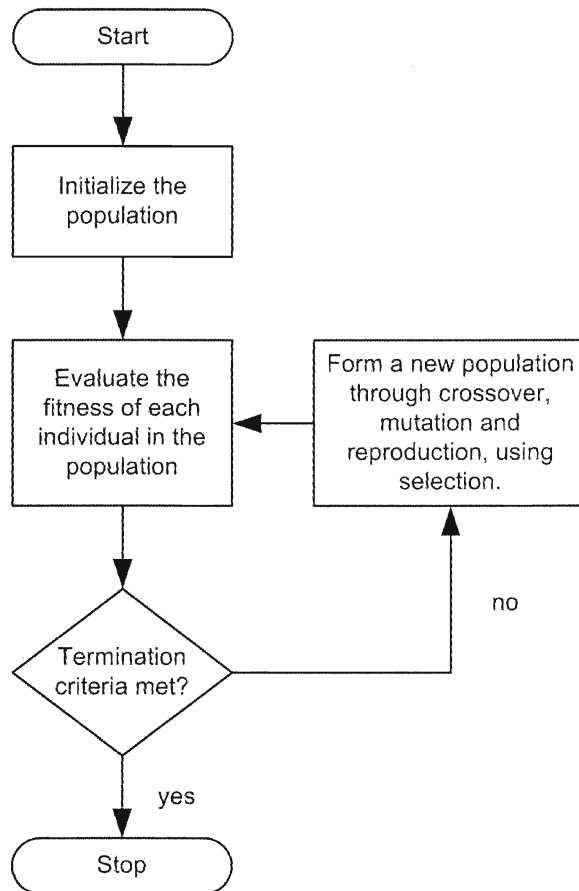 Start
Initialize the
population
Evaluate the
fitness of each
individual in the
population
Form a new population
through crossover,
mutation and
reproduction, using
selection.
Termination
criteria met?
no
yes
Stop